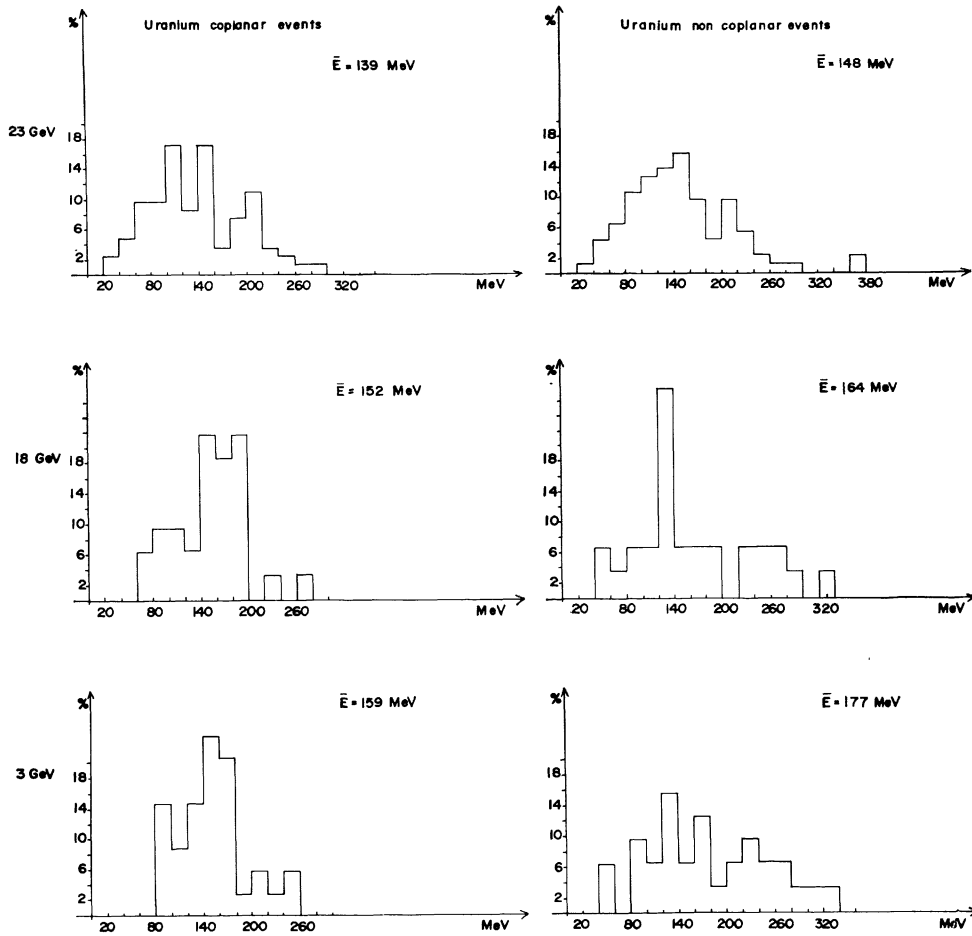 Uranium coplanar events
%
Ē = 139 MeV
23 GeV
18
14
10
6
2
20 80 140 200 260 320 MeV
Uranium non coplanar events
%
Ē = 148 MeV
18
14
10
6
2
20 80 140 200 260 320 380 MeV
%
Ē = 152 MeV
18 GeV
18
14
10
6
2
20 80 140 200 260 MeV
%
Ē = 164 MeV
18
14
10
6
2
20 80 140 200 260 320 MeV
%
Ē = 159 MeV
3 GeV
18
14
10
6
2
20 80 140 200 260 MeV
%
Ē = 177 MeV
18
14
10
6
2
20 80 140 200 260 320 MeV